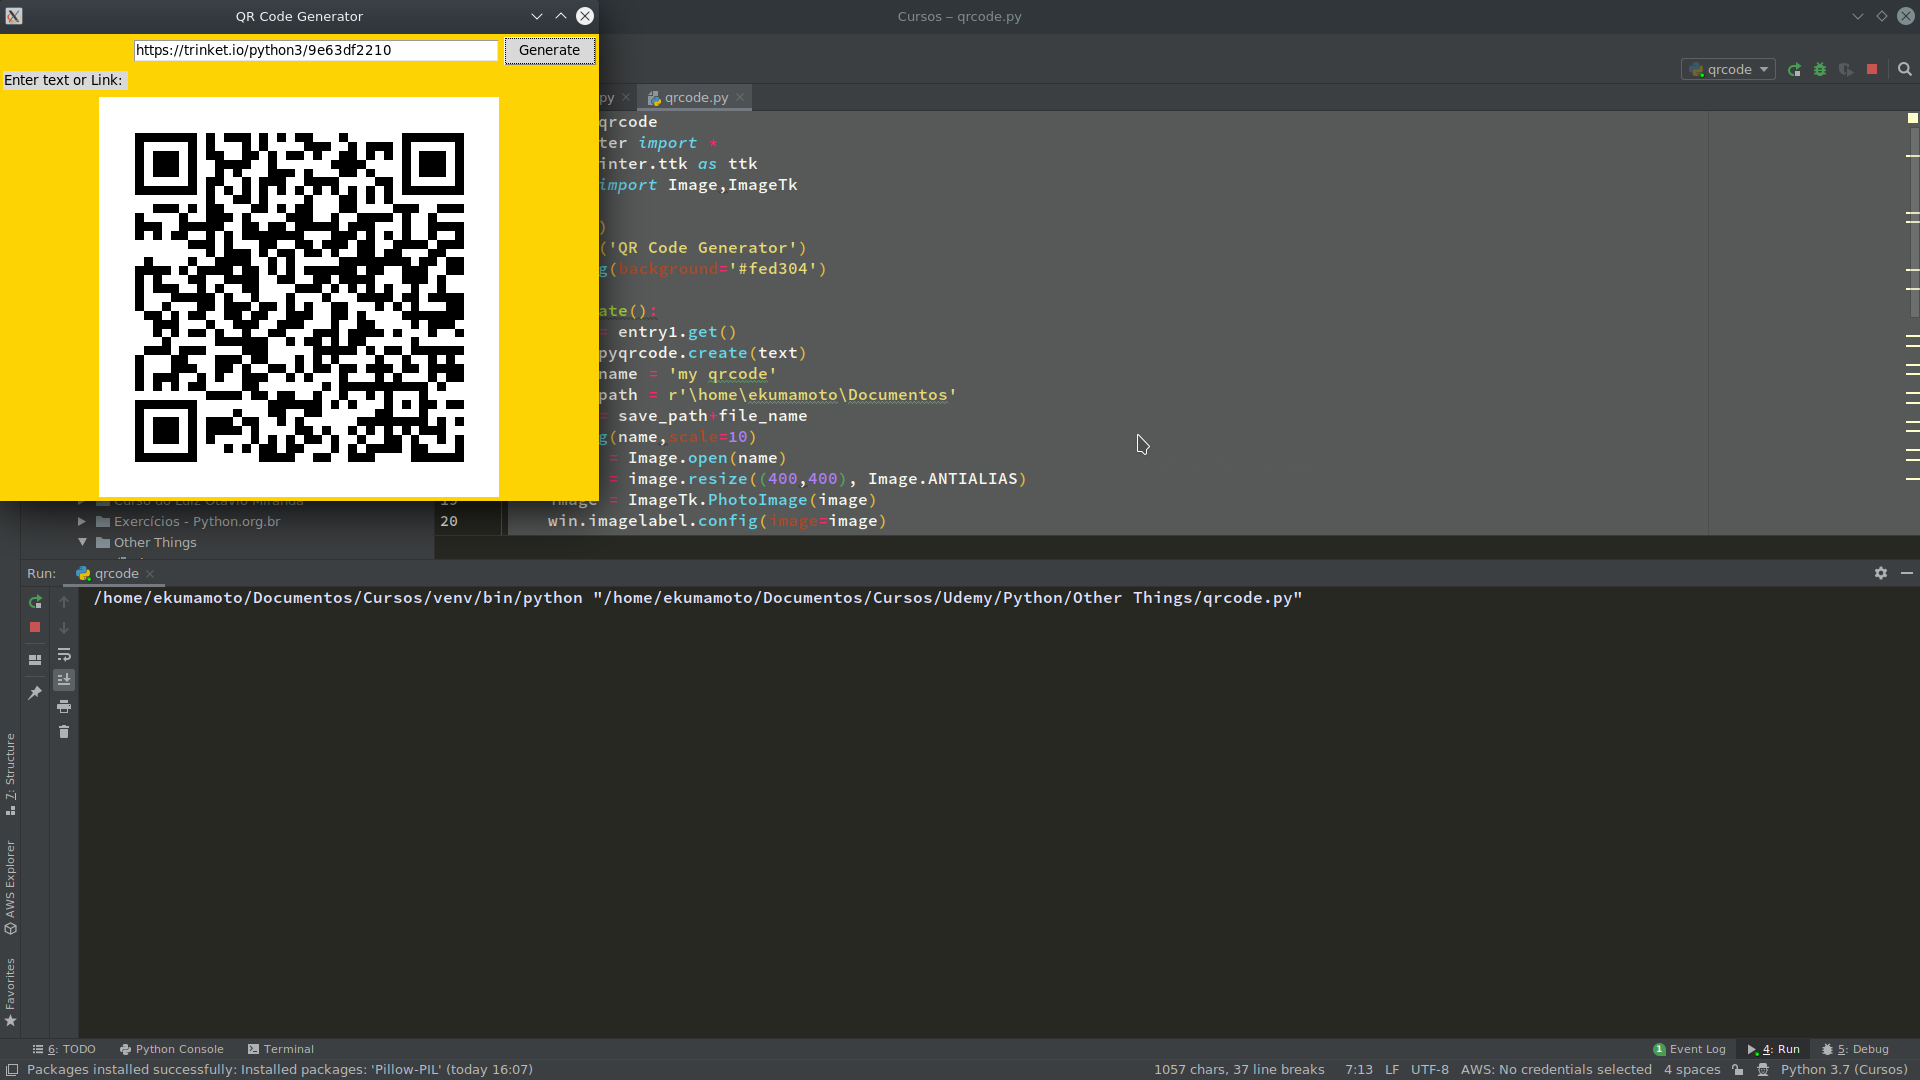 QR Code Generator
Cursos – qrcode.py
https://trinket.io/python3/9e63df2210
Generate
Enter text or Link:
qrcode
py
qrcode.py
qrcode
ter import *
inter.ttk as ttk
import Image,ImageTk
)
('QR Code Generator')
g(background='#fed304')
ate():
= entry1.get()
pyqrcode.create(text)
name = 'my qrcode'
path = r'\home\ekumamoto\Documentos'
= save_path+file_name
g(name,scale=10)
= Image.open(name)
= image.resize((400,400), Image.ANTIALIAS)
= ImageTk.PhotoImage(image)
Exercícios - Python.org.br
20 win.imagelabel.config(image=image)
Other Things
Run: qrcode
/home/ekumamoto/Documentos/Cursos/venv/bin/python "/home/ekumamoto/Documentos/Cursos/Udemy/Python/Other Things/qrcode.py"
7: Structure
AWS Explorer
Favorites
6: TODO Python Console Terminal
1 Event Log 4: Run 5: Debug
Packages installed successfully: Installed packages: 'Pillow-PIL' (today 16:07)
1057 chars, 37 line breaks 7:13 LF UTF-8 AWS: No credentials selected 4 spaces Python 3.7 (Cursos)